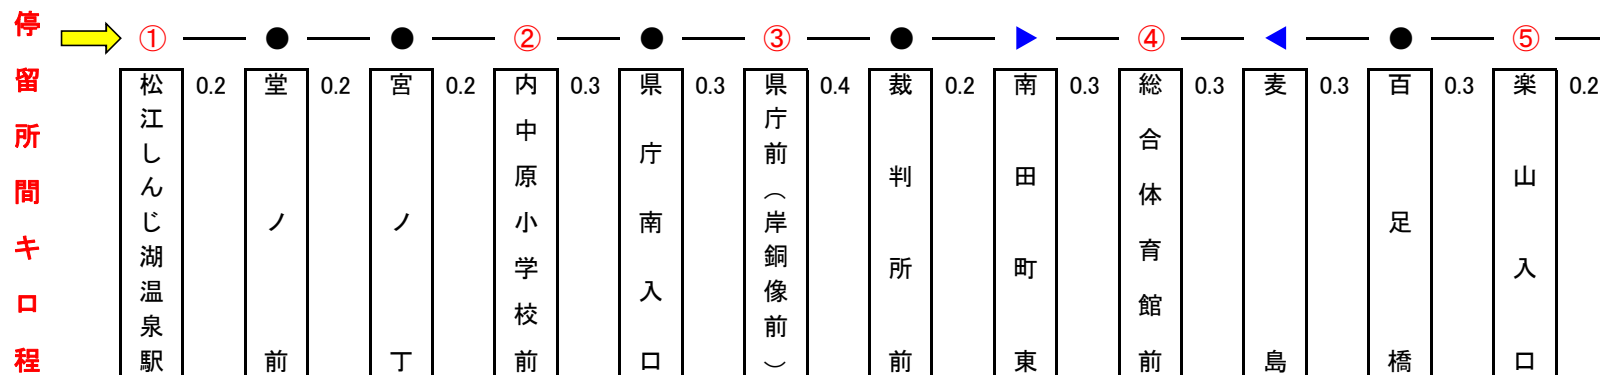 停留所間キロ程
① ② ③ ④ ⑤
松江しんじ湖温泉駅
0.2
堂ノ前
0.2
宮ノ丁
0.2
内中原小学校前
0.3
県庁南入口
0.3
県庁前（岸銅像前）
0.4
裁判所前
0.2
南田町東
0.3
総合体育館前
0.3
麦島
0.3
百足橋
0.3
楽山入口
0.2